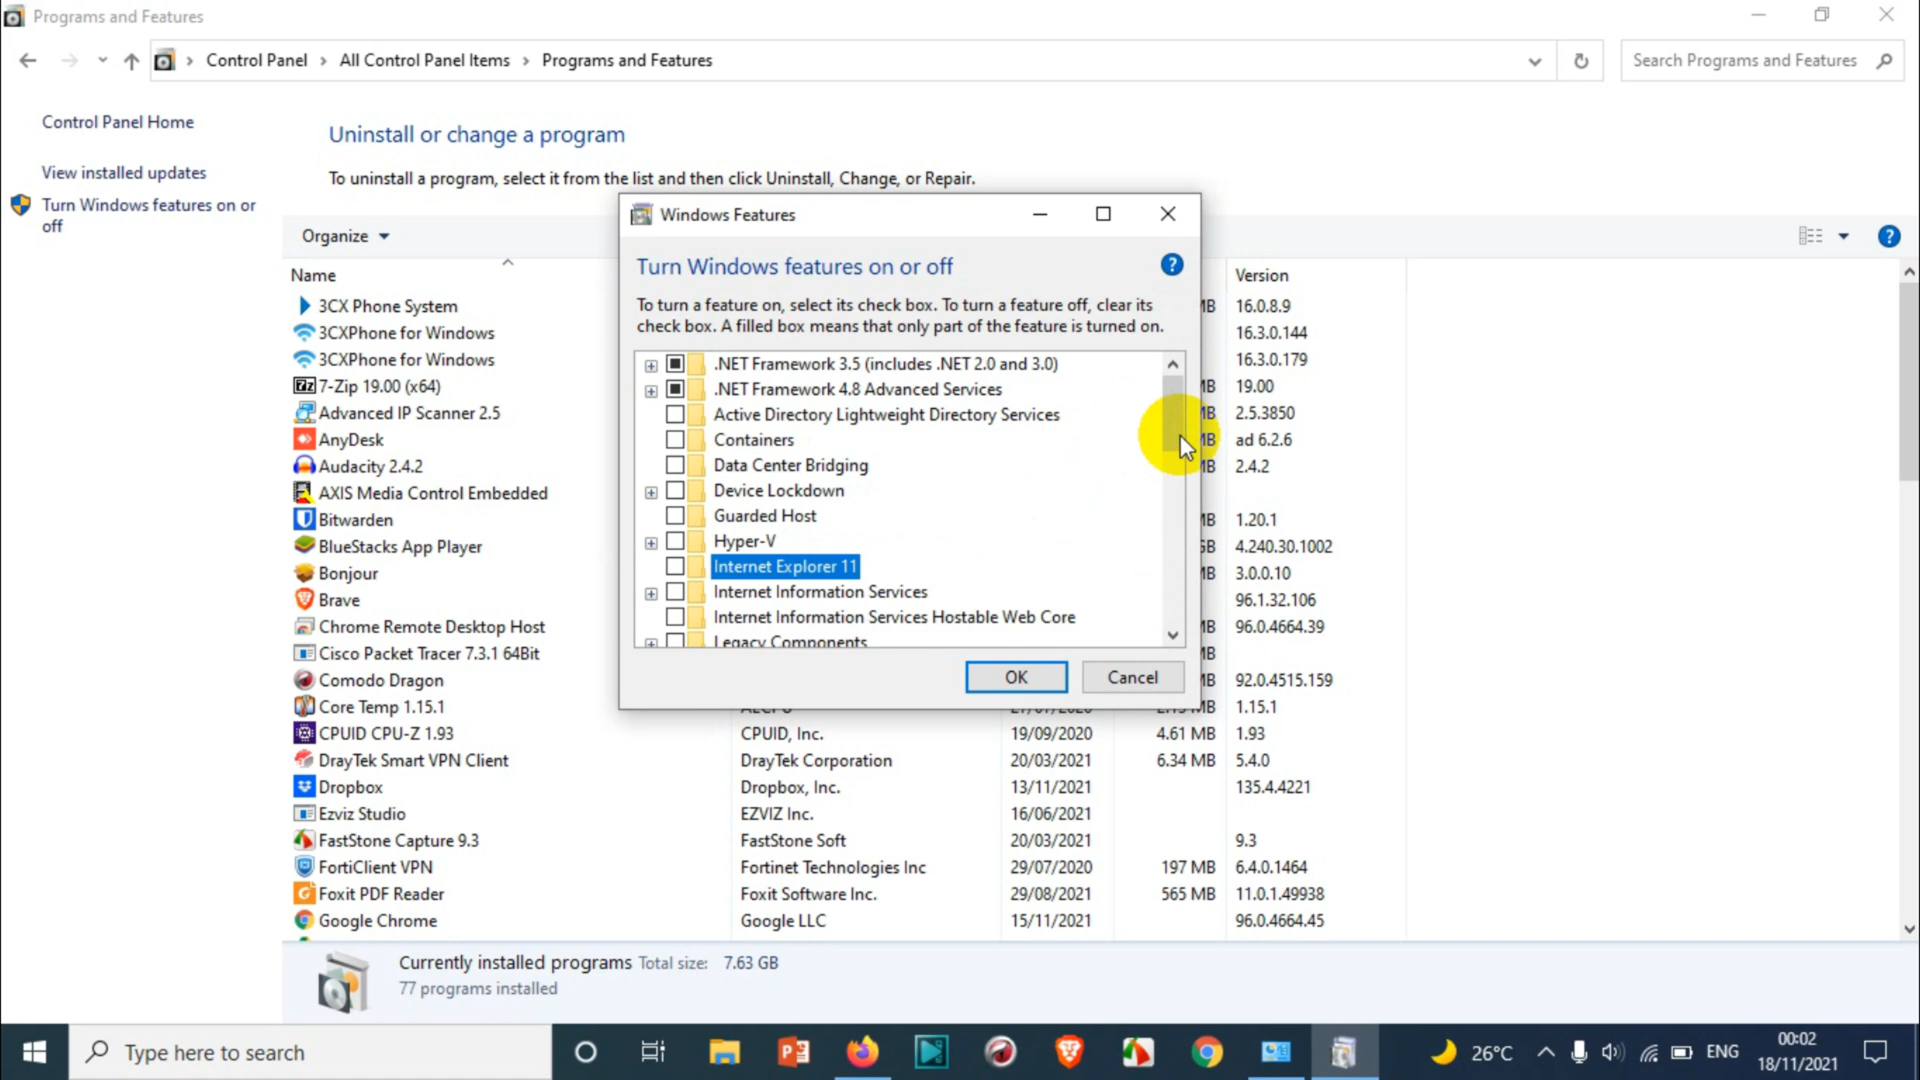 Programs and Features
Control Panel > All Control Panel Items > Programs and Features
Search Programs and Features
Control Panel Home
View installed updates
Turn Windows features on or
off
Uninstall or change a program
To uninstall a program, select it from the list and then click Uninstall, Change, or Repair.
Organize
Name Version
3CX Phone System MB 16.0.8.9
3CXPhone for Windows 16.3.0.144
3CXPhone for Windows 16.3.0.179
7-Zip 19.00 (x64) MB 19.00
Advanced IP Scanner 2.5 MB 2.5.3850
AnyDesk MB ad 6.2.6
Audacity 2.4.2 MB 2.4.2
AXIS Media Control Embedded
Bitwarden MB 1.20.1
BlueStacks App Player GB 4.240.30.1002
Bonjour MB 3.0.0.10
Brave 96.1.32.106
Chrome Remote Desktop Host MB 96.0.4664.39
Cisco Packet Tracer 7.3.1 64Bit MB
Comodo Dragon MB 92.0.4515.159
Core Temp 1.15.1 1.15.1
CPUID CPU-Z 1.93 CPUID, Inc. 19/09/2020 4.61 MB 1.93
DrayTek Smart VPN Client DrayTek Corporation 20/03/2021 6.34 MB 5.4.0
Dropbox Dropbox, Inc. 13/11/2021 135.4.4221
Ezviz Studio EZVIZ Inc. 16/06/2021
FastStone Capture 9.3 FastStone Soft 20/03/2021 9.3
FortiClient VPN Fortinet Technologies Inc 29/07/2020 197 MB 6.4.0.1464
Foxit PDF Reader Foxit Software Inc. 29/08/2021 565 MB 11.0.1.49938
Google Chrome Google LLC 15/11/2021 96.0.4664.45
Windows Features
Turn Windows features on or off
To turn a feature on, select its check box. To turn a feature off, clear its
check box. A filled box means that only part of the feature is turned on.
.NET Framework 3.5 (includes .NET 2.0 and 3.0)
.NET Framework 4.8 Advanced Services
Active Directory Lightweight Directory Services
Containers
Data Center Bridging
Device Lockdown
Guarded Host
Hyper-V
Internet Explorer 11
Internet Information Services
Internet Information Services Hostable Web Core
Legacy Components
OK Cancel
Currently installed programs Total size: 7.63 GB
77 programs installed
Type here to search
26°C
ENG
00:02
18/11/2021